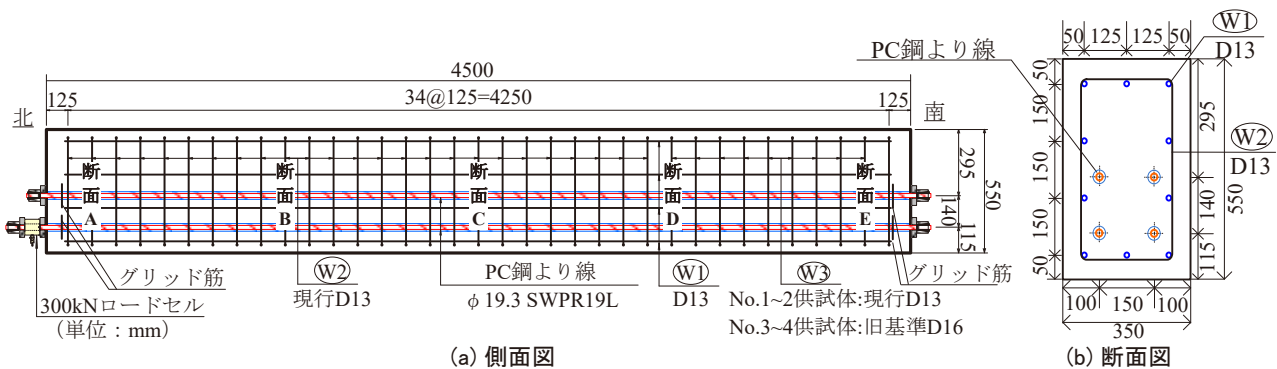 4500
125
34@125=4250
125
北
南
断面A
断面B
断面C
断面D
断面E
295
140
115
550
グリッド筋
300kNロードセル
(単位：mm)
W2
現行D13
PC鋼より線
φ 19.3 SWPR19L
W1
D13
W3
No.1~2供試体:現行D13
No.3~4供試体:旧基準D16
グリッド筋
(a) 側面図
PC鋼より線
50 125 125 50
W1
D13
50
150
150
150
50
295
140
115
550
W2
D13
100 150 100
350
(b) 断面図